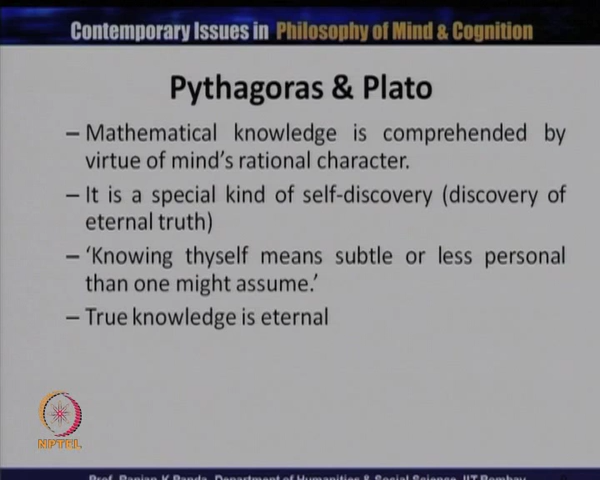 Contemporary Issues in Philosophy of Mind & Cognition
Pythagoras & Plato
– Mathematical knowledge is comprehended by
virtue of mind's rational character.
– It is a special kind of self-discovery (discovery of
eternal truth)
– 'Knowing thyself means subtle or less personal
than one might assume.'
– True knowledge is eternal
NPTEL
Prof. Ranjan K Panda, Department of Humanities & Social Science, IIT Bombay